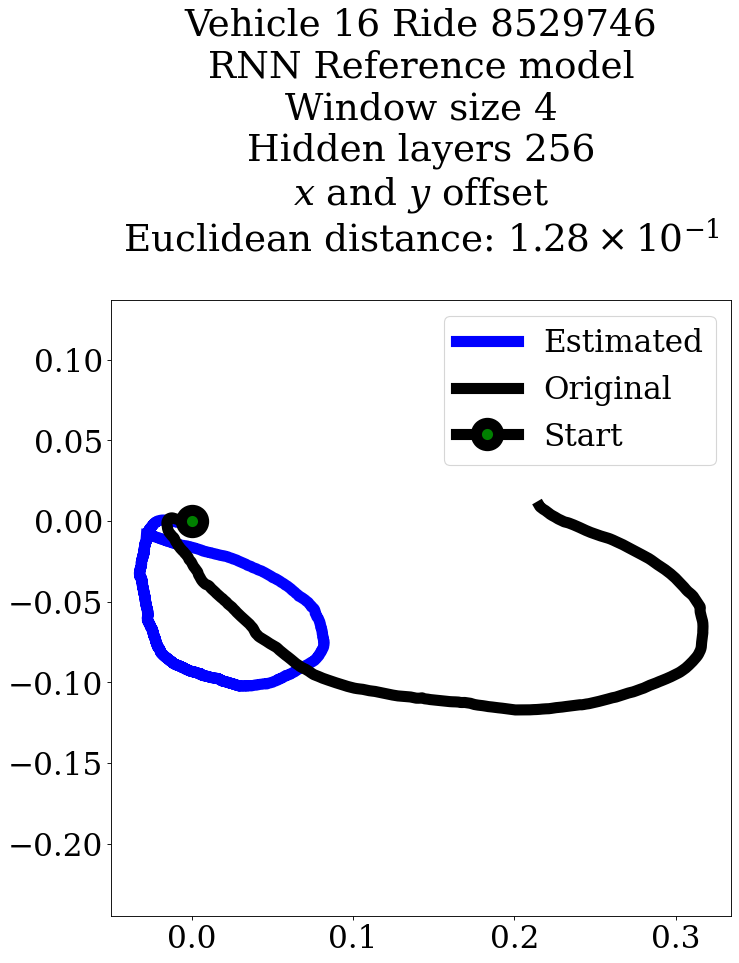 Vehicle 16 Ride 8529746
RNN Reference model
Window size 4
Hidden layers 256
x and y offset
Euclidean distance: 1.28 × 10⁻¹
Estimated
Original
Start
0.10
0.05
0.00
−0.05
−0.10
−0.15
−0.20
0.0 0.1 0.2 0.3